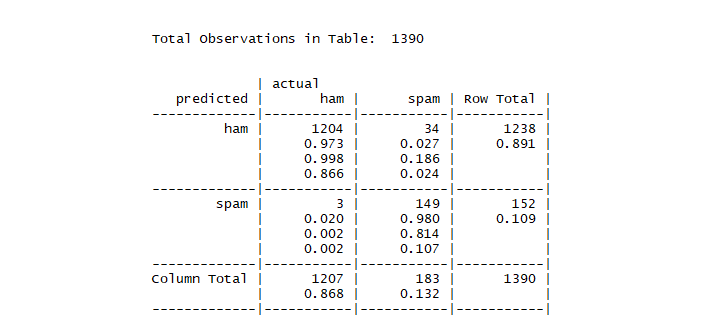 Total Observations in Table:  1390
             | actual
   predicted |       ham |      spam | Row Total |
-------------|-----------|-----------|-----------|
         ham |      1204 |        34 |      1238 |
             |     0.973 |     0.027 |     0.891 |
             |     0.998 |     0.186 |           |
             |     0.866 |     0.024 |           |
-------------|-----------|-----------|-----------|
        spam |         3 |       149 |       152 |
             |     0.020 |     0.980 |     0.109 |
             |     0.002 |     0.814 |           |
             |     0.002 |     0.107 |           |
-------------|-----------|-----------|-----------|
Column Total |      1207 |       183 |      1390 |
             |     0.868 |     0.132 |           |
-------------|-----------|-----------|-----------|